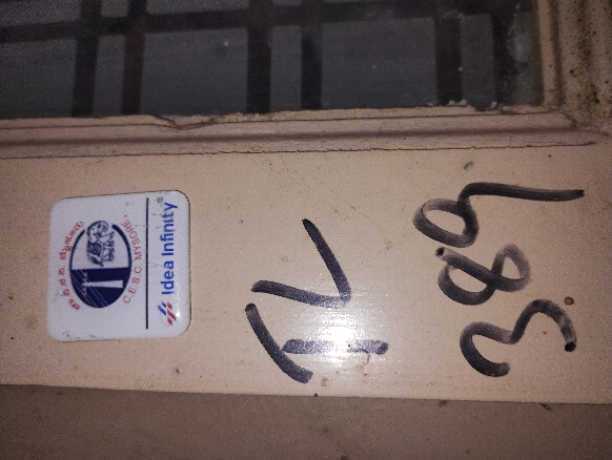 C.E.S.C. MYSORE
Idea Infinity
TL
389